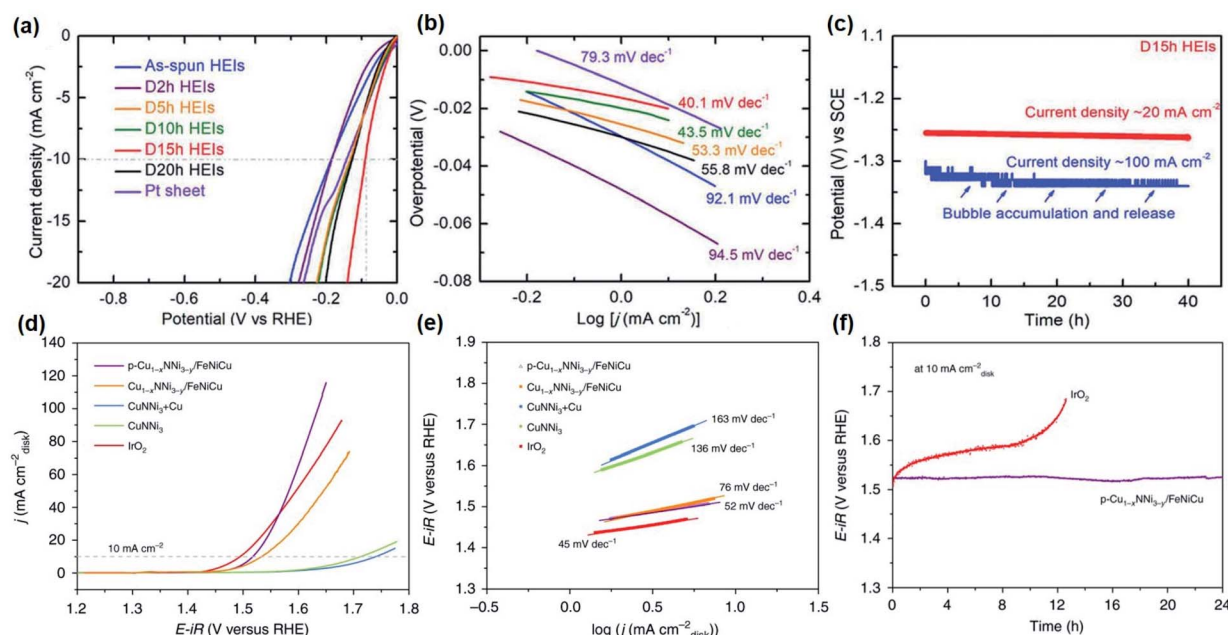 (a)
Current density (mA cm⁻²)
0
-5
-10
-15
-20
As-spun HEIs
D2h HEIs
D5h HEIs
D10h HEIs
D15h HEIs
D20h HEIs
Pt sheet
-0.8
-0.6
-0.4
-0.2
0.0
Potential (V vs RHE)
(b)
Overpotential (V)
0.00
-0.02
-0.04
-0.06
-0.08
79.3 mV dec⁻¹
40.1 mV dec⁻¹
43.5 mV dec⁻¹
53.3 mV dec⁻¹
55.8 mV dec⁻¹
92.1 mV dec⁻¹
94.5 mV dec⁻¹
-0.2
0.0
0.2
0.4
Log [j (mA cm⁻²)]
(c)
Potential (V) vs SCE
-1.1
-1.2
-1.3
-1.4
-1.5
D15h HEIs
Current density ~20 mA cm⁻²
Current density ~100 mA cm⁻²
Bubble accumulation and release
0
10
20
30
40
Time (h)
(d)
j (mA cm⁻²disk)
140
120
100
80
60
40
20
0
p-Cu1-xNNi3-y/FeNiCu
Cu1-xNNi3-y/FeNiCu
CuNNi3+Cu
CuNNi3
IrO2
10 mA cm⁻²
1.2
1.3
1.4
1.5
1.6
1.7
1.8
E-iR (V versus RHE)
(e)
E-iR (V versus RHE)
1.9
1.8
1.7
1.6
1.5
1.4
1.3
p-Cu1-xNNi3-y/FeNiCu
Cu1-xNNi3-y/FeNiCu
CuNNi3+Cu
CuNNi3
IrO2
163 mV dec⁻¹
136 mV dec⁻¹
76 mV dec⁻¹
52 mV dec⁻¹
45 mV dec⁻¹
−0.5
0.0
0.5
1.0
1.5
log (j (mA cm⁻²disk))
(f)
E-iR (V versus RHE)
1.8
1.7
1.6
1.5
1.4
1.3
at 10 mA cm⁻²disk
IrO2
p-Cu1-xNNi3-y/FeNiCu
0
4
8
12
16
20
24
Time (h)